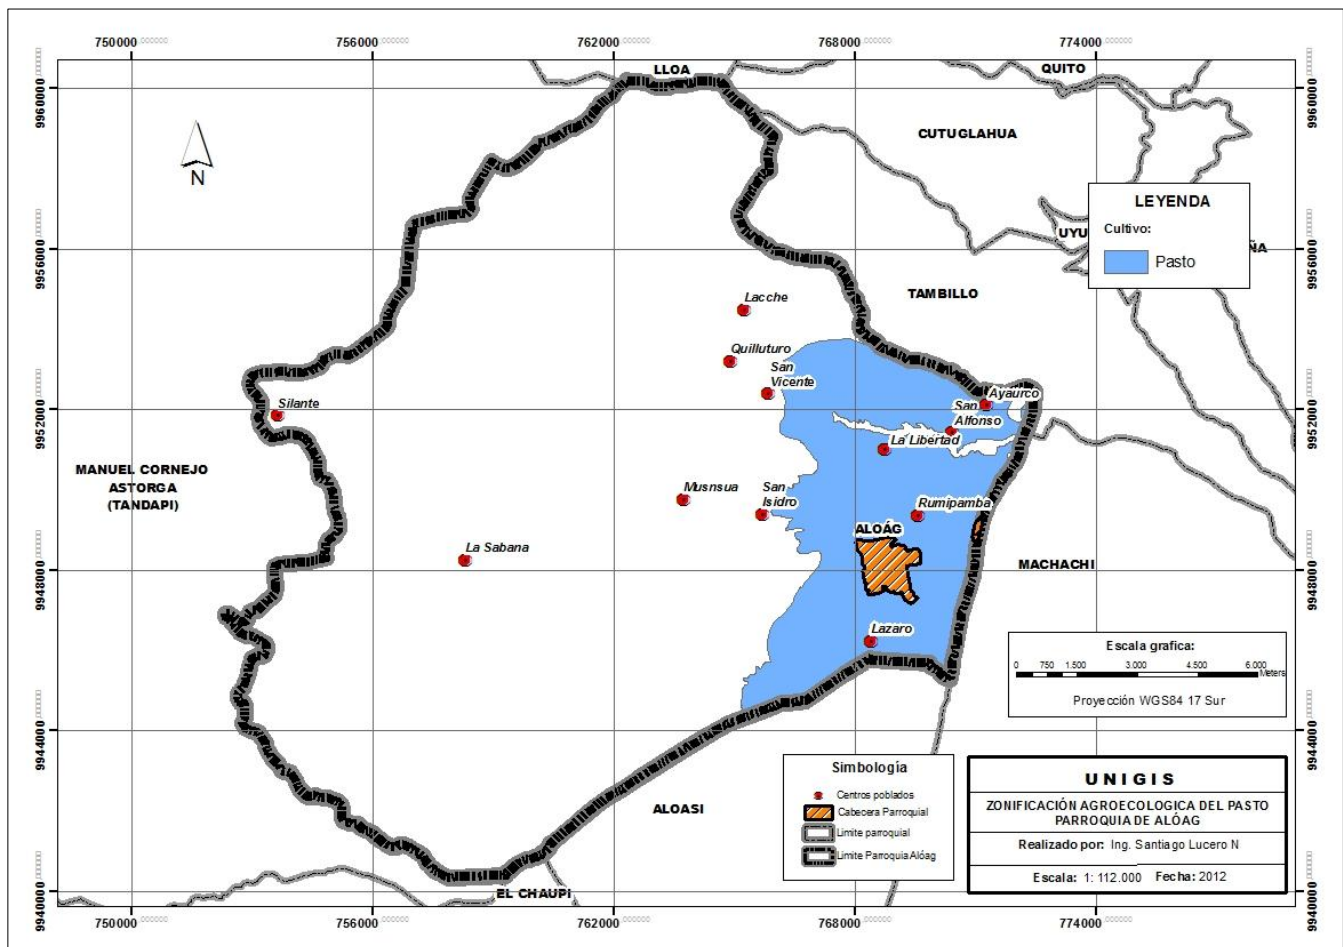 750000
756000
762000
768000
774000
9960000
9956000
9952000
9948000
9944000
9940000
9960000
9956000
9952000
9948000
9944000
9940000
LLOA
QUITO
CUTUGLAHUA
N
LEYENDA
Cultivo:
Pasto
UYU
ÑA
TAMBILLO
Lacche
Quilluturo
San
Vicente
Ayaurco
Silante
San
Alfonso
La Libertad
MANUEL CORNEJO
ASTORGA
(TANDAPI)
Musnsua
San
Isidro
Rumipamba
ALOÁG
La Sabana
MACHACHI
Lazaro
Escala grafica:
0 750 1.500 3.000 4.500 6.000
Meters
Proyección WGS84 17 Sur
ALOASI
Simbología
Centros poblados
Cabecera Parroquial
Limite parroquial
Limite Parroquia Alóag
UNIGIS
ZONIFICACIÓN AGROECOLOGICA DEL PASTO
PARROQUIA DE ALÓAG
Realizado por: Ing. Santiago Lucero N
Escala: 1: 112.000 Fecha: 2012
EL CHAUPI
750000
756000
762000
768000
774000